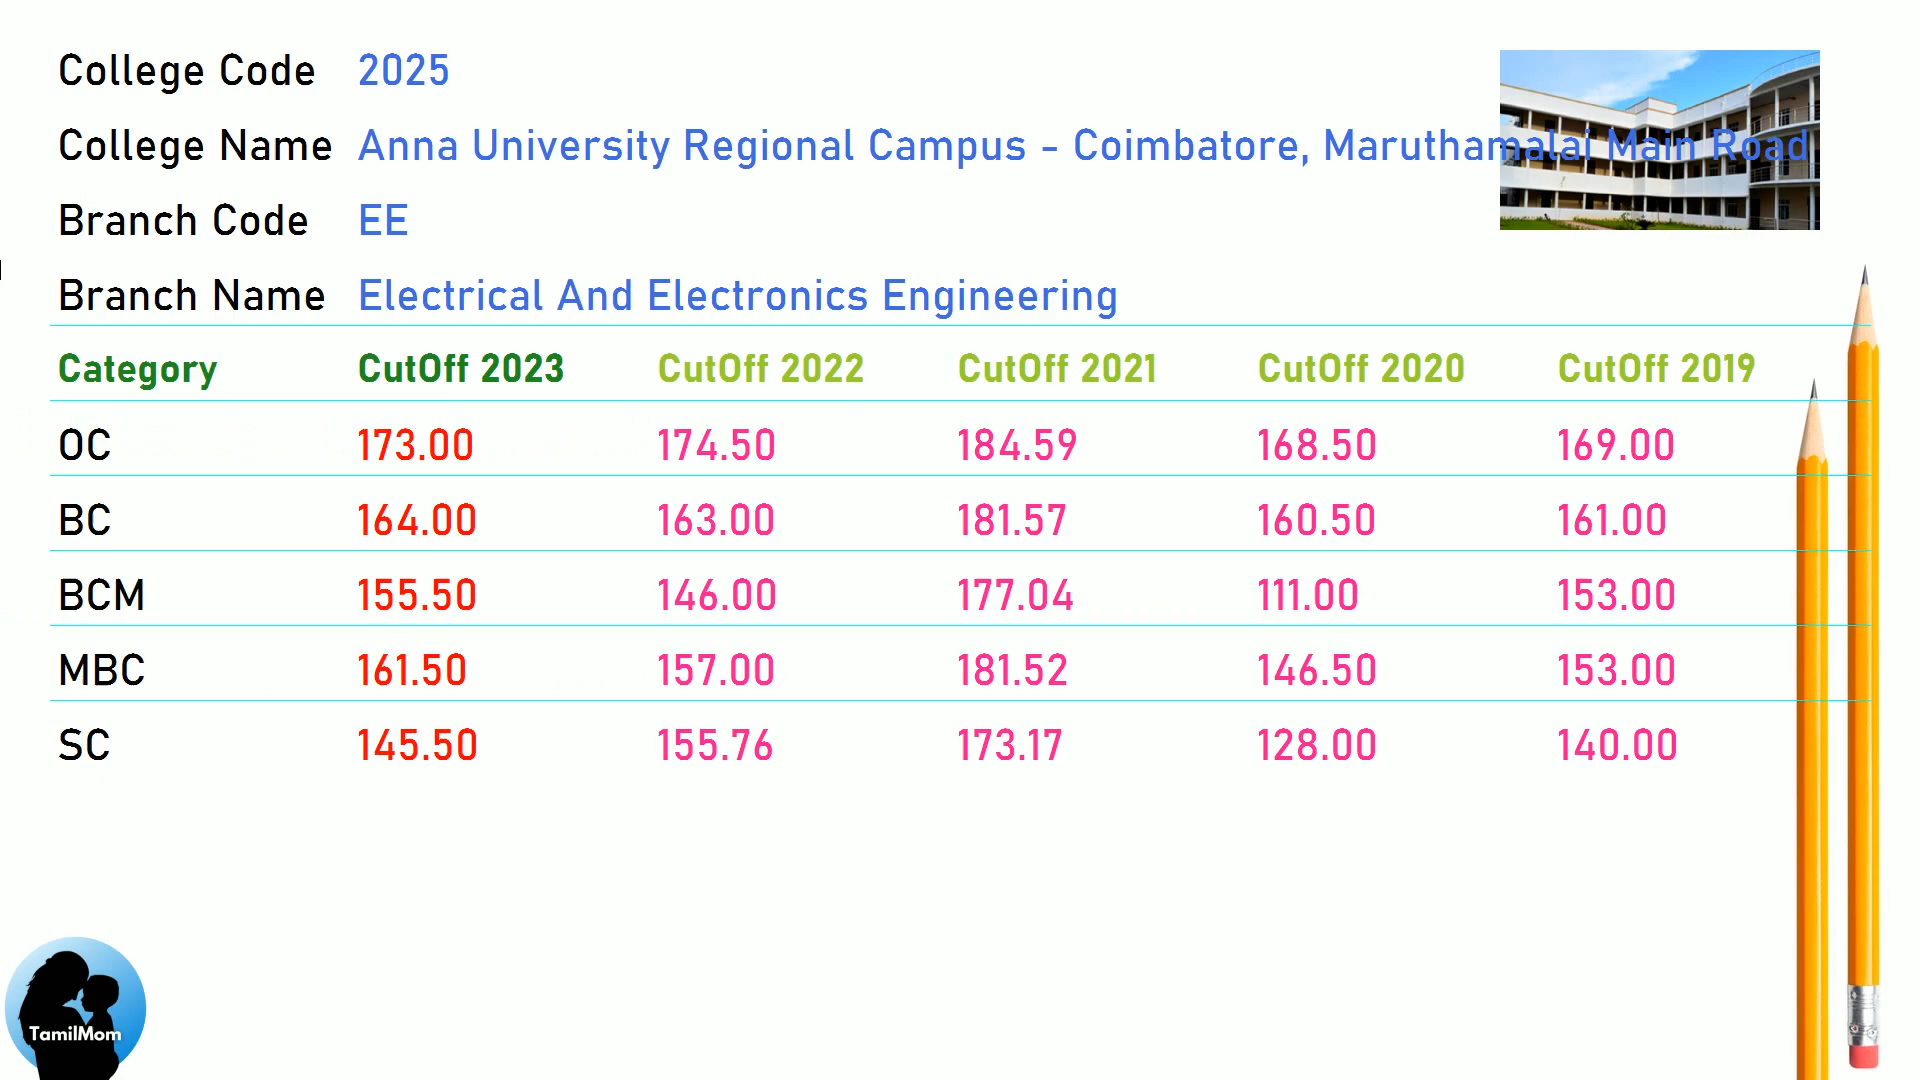 College Code 2025
College Name Anna University Regional Campus - Coimbatore, Maruthamalai Main Road
Branch Code EE
Branch Name Electrical And Electronics Engineering
Category CutOff 2023 CutOff 2022 CutOff 2021 CutOff 2020 CutOff 2019
OC 173.00 174.50 184.59 168.50 169.00
BC 164.00 163.00 181.57 160.50 161.00
BCM 155.50 146.00 177.04 111.00 153.00
MBC 161.50 157.00 181.52 146.50 153.00
SC 145.50 155.76 173.17 128.00 140.00
TamilMom